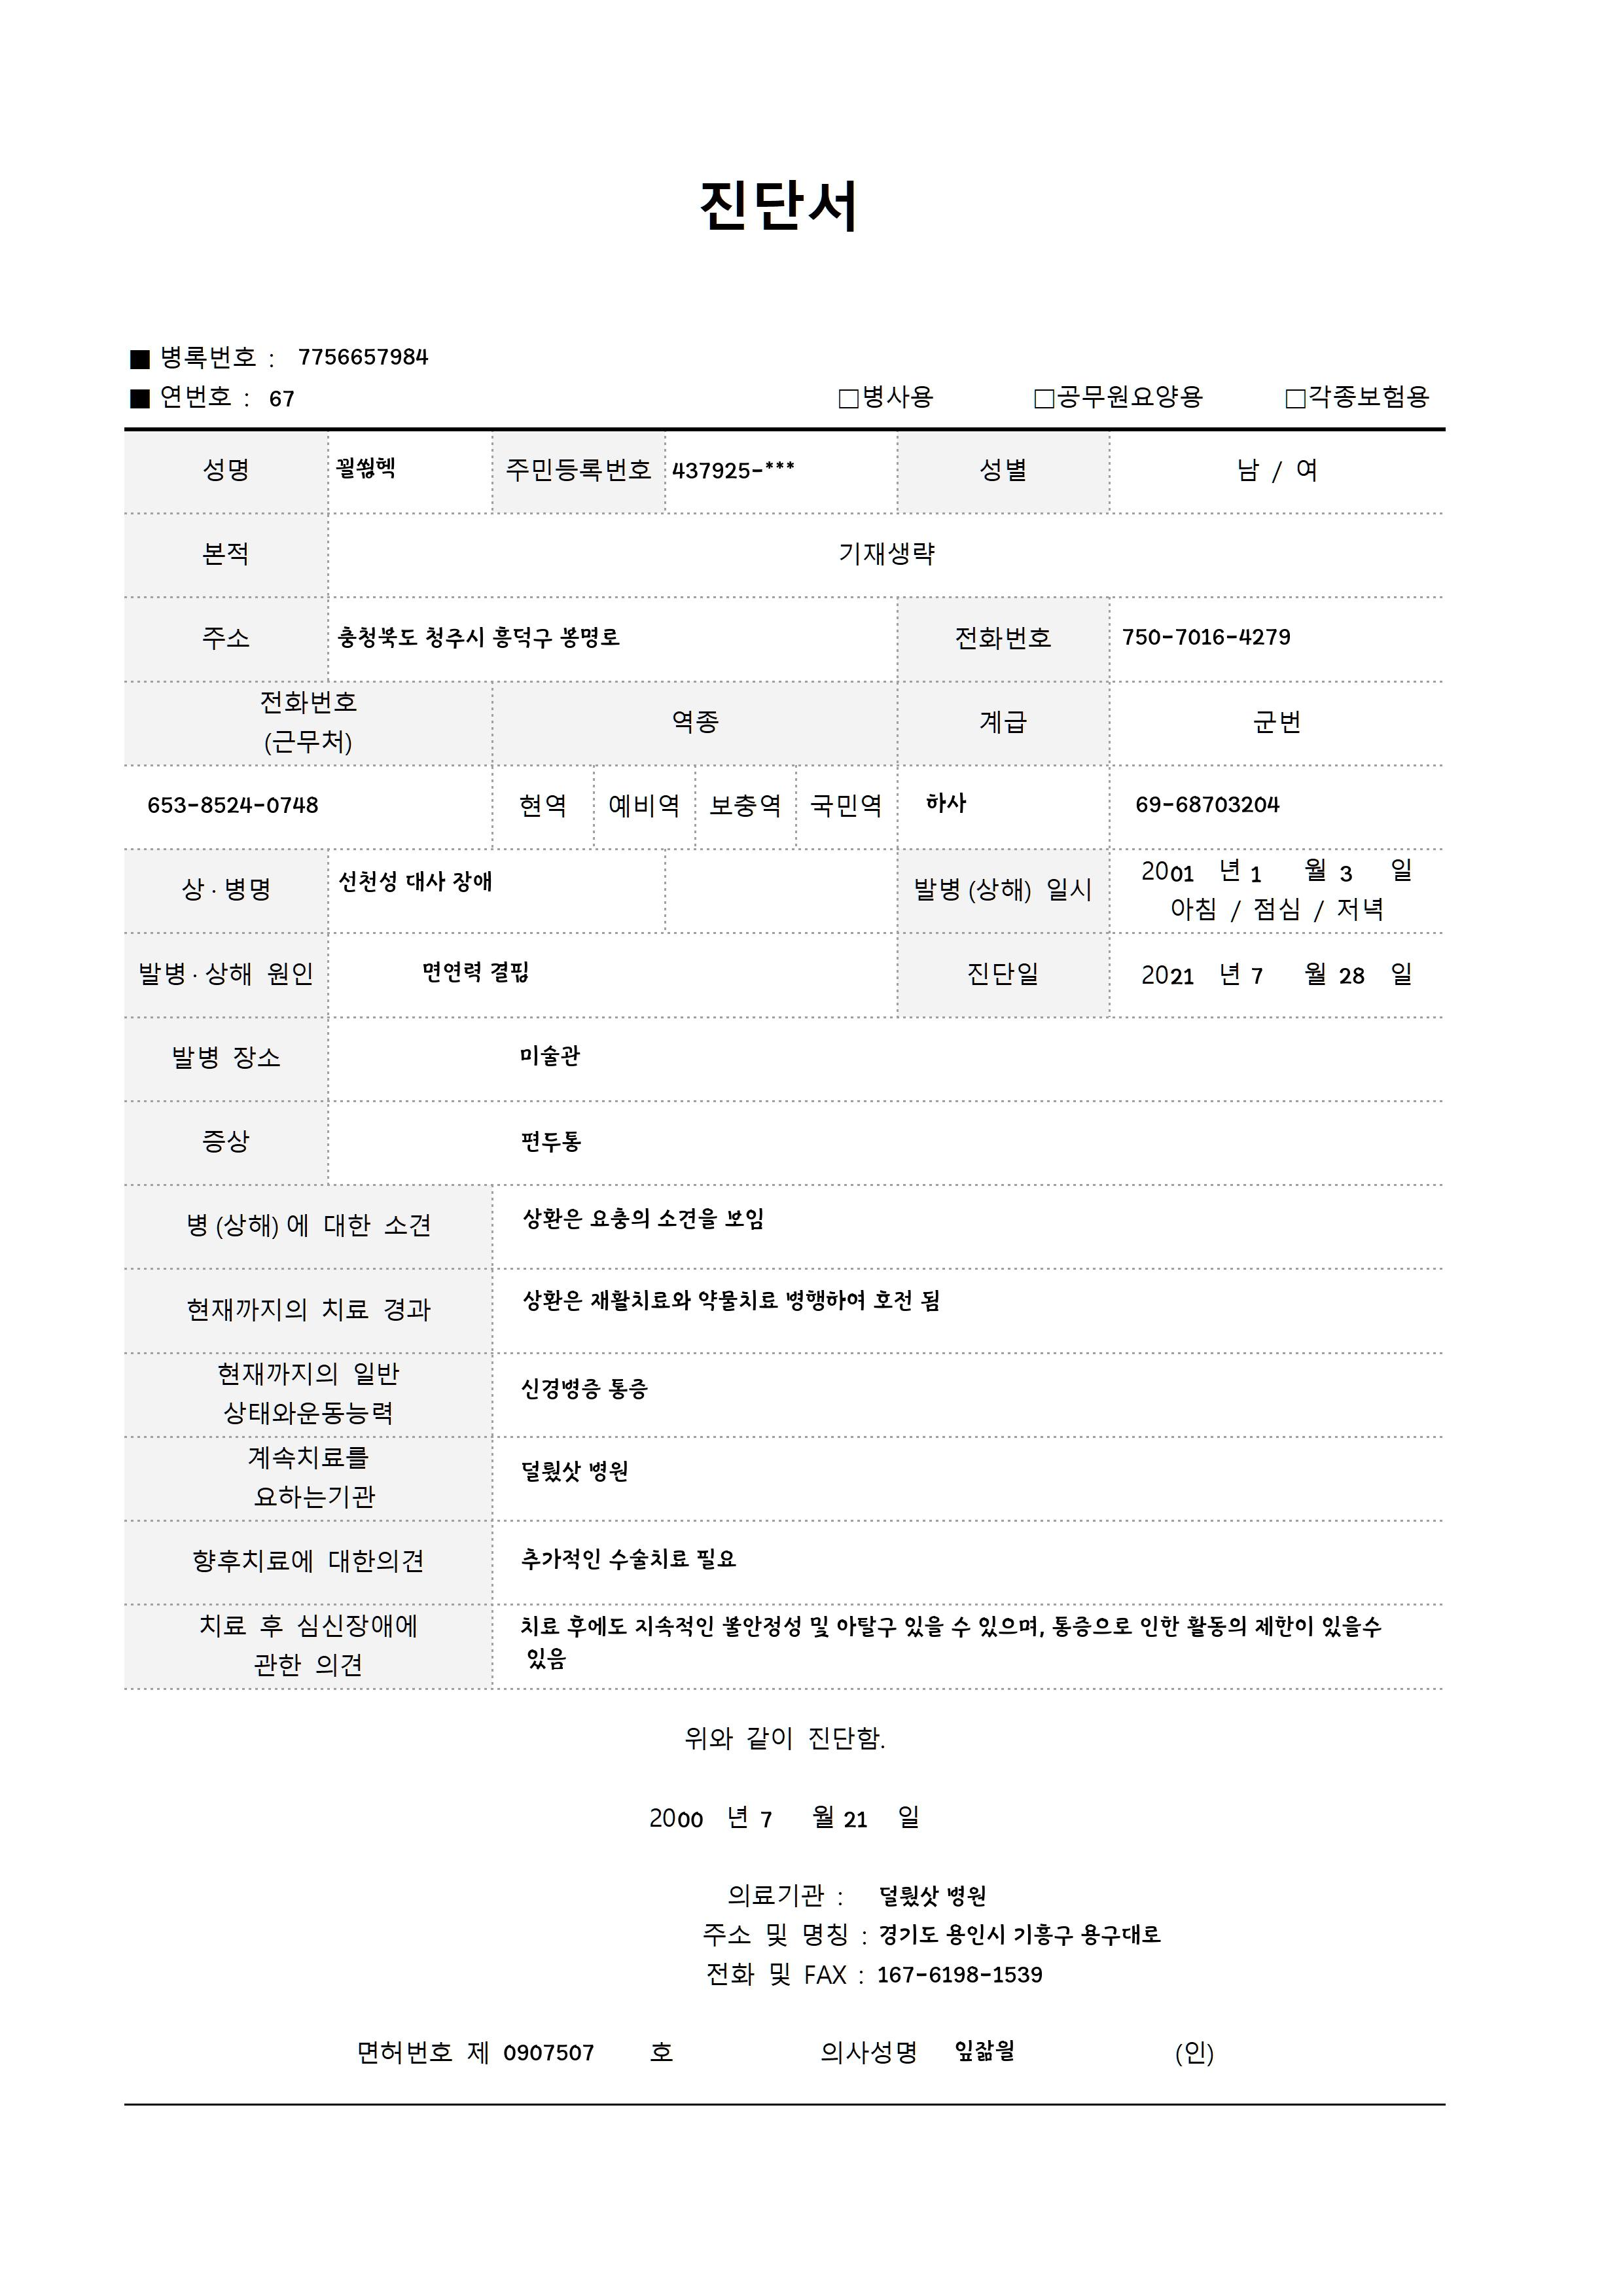 진단서
■ 병록번호 : 7756657984
■ 연번호 : 67 □병사용 □공무원요양용 □각종보험용
성명 주민등록번호 437925-*** 성별 남 / 여
본적 기재생략
주소 충청북도 청주시 흥덕구 봉명로 전화번호 750-7016-4279
전화번호 (근무처) 역종 계급 군번
653-8524-0748 현역 예비역 보충역 국민역 하사 69-68703204
상 · 병명 선천성 대사 장애 발병 (상해) 일시 2001 년 1 월 3 일
아침 / 점심 / 저녁
발병 · 상해 원인 면연력 결핍 진단일 2021 년 7 월 28 일
발병 장소 미술관
증상 편두통
병 (상해) 에 대한 소견 상환은 요충의 소견을 보임
현재까지의 치료 경과 상환은 재활치료와 약물치료 병행하여 호전 됨
현재까지의 일반
상태와운동능력 신경병증 통증
계속치료를
요하는기관 덜뤘삿 병원
향후치료에 대한의견 추가적인 수술치료 필요
치료 후 심신장애에
관한 의견 치료 후에도 지속적인 불안정성 및 아탈구 있을 수 있으며, 통증으로 인한 활동의 제한이 있을수
있음
위와 같이 진단함.
2000 년 7 월 21 일
의료기관 : 덜뤘삿 병원
주소 및 명칭 : 경기도 용인시 기흥구 용구대로
전화 및 FAX : 167-6198-1539
면허번호 제 0907507 호 의사성명 잎잚윌 (인)